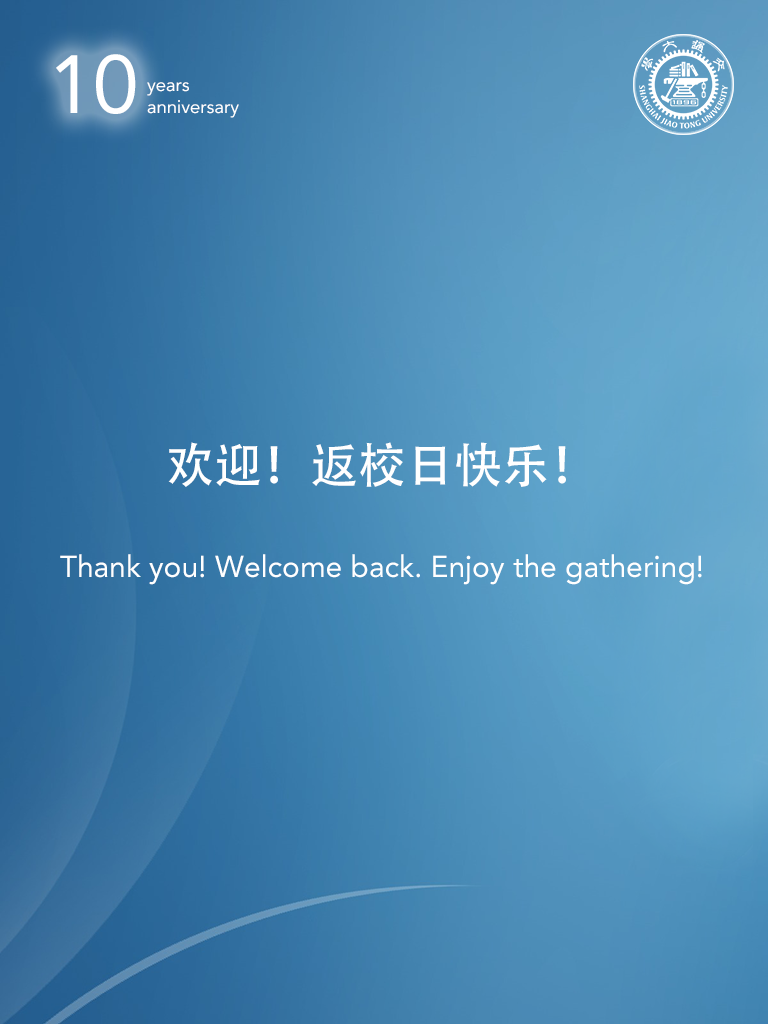 10
years
anniversary
學大通交
SHANGHAI JIAO TONG UNIVERSITY
1896
欢迎！返校日快乐！
Thank you! Welcome back. Enjoy the gathering!